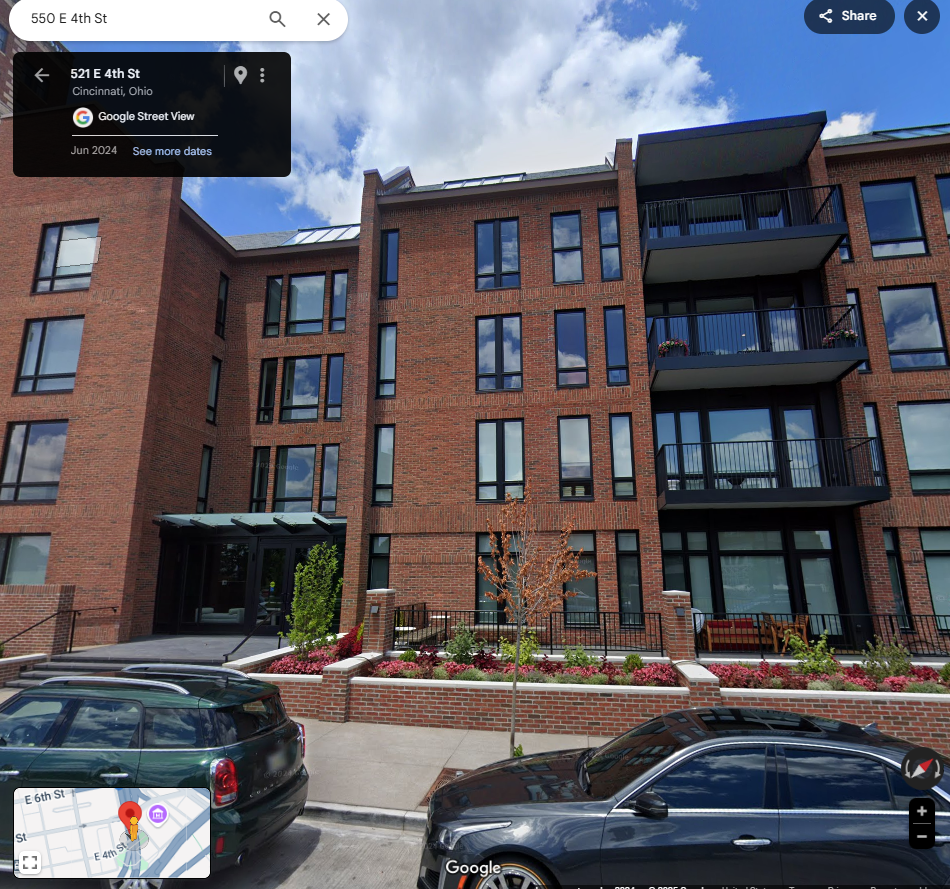 550 E 4th St
Share
521 E 4th St
Cincinnati, Ohio
Google Street View
Jun 2024
See more dates
E 6th St
St
E 4th St
Google